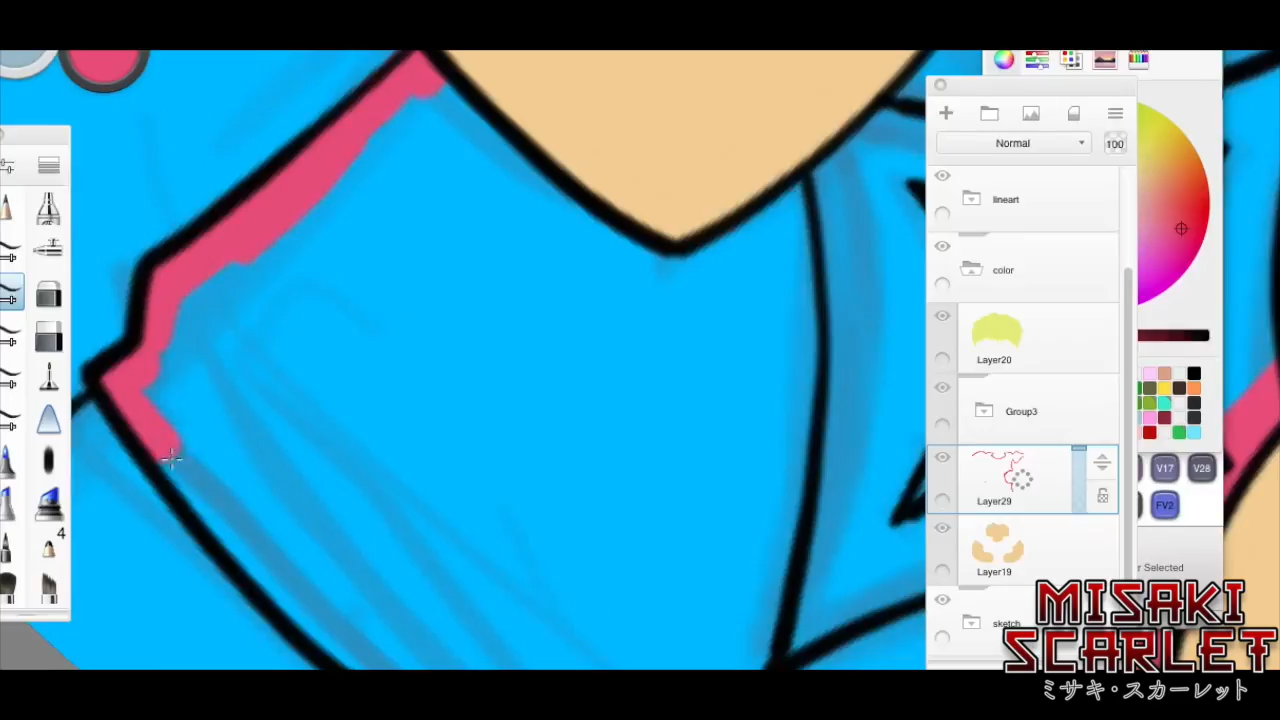 Normal
100
lineart
color
Layer20
Group3
Layer29
Layer19
sketch
V17
V28
FV2
r Selected
4
MISAKI
SCARLET
ミサキ・スカーレット